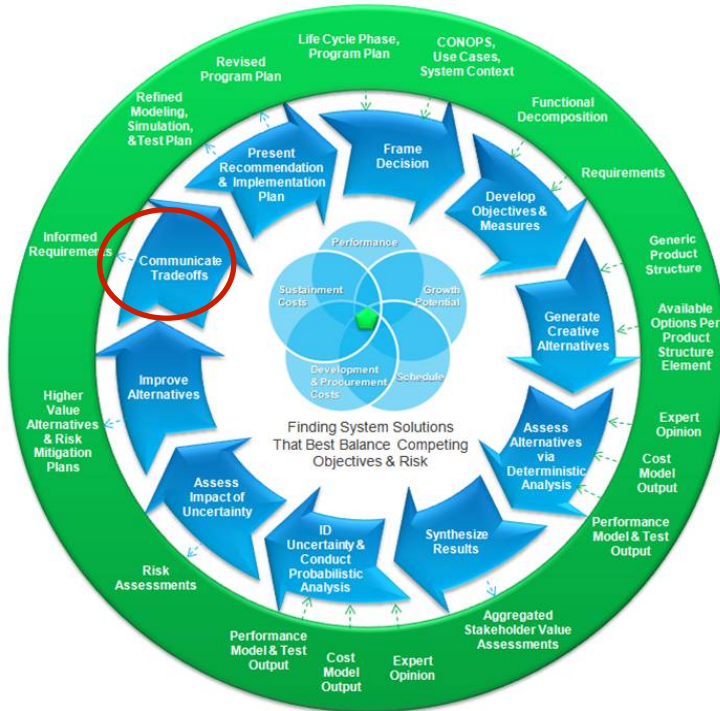 Life Cycle Phase,
Program Plan
CONOPS,
Use Cases,
System Context
Functional
Decomposition
Requirements
Generic
Product
Structure
Available
Options Per
Product
Structure
Element
Expert
Opinion
Cost
Model
Output
Performance
Model & Test
Output
Aggregated
Stakeholder Value
Assessments
Expert
Opinion
Cost
Model
Output
Performance
Model & Test
Output
Risk
Assessments
Higher
Value
Alternatives
& Risk
Mitigation
Plans
Informed
Requirements
Refined
Modeling,
Simulation,
&Test Plan
Revised
Program Plan
Frame
Decision
Develop
Objectives &
Measures
Generate
Creative
Alternatives
Assess
Alternatives
via
Deterministic
Analysis
Synthesize
Results
ID
Uncertainty &
Conduct
Probabilistic
Analysis
Assess
Impact of
Uncertainty
Improve
Alternatives
Communicate
Tradeoffs
Present
Recommendation
& Implementation
Plan
Performance
Growth
Potential
Schedule
Development
& Procurement
Costs
Sustainment
Costs
Finding System Solutions
That Best Balance Competing
Objectives & Risk